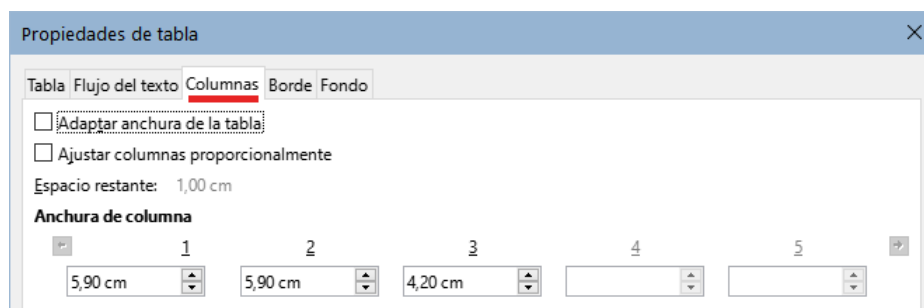 Propiedades de tabla
Tabla Flujo del texto Columnas Borde Fondo
Adaptar anchura de la tabla
Ajustar columnas proporcionalmente
Espacio restante: 1,00 cm
Anchura de columna
1 2 3 4 5
5,90 cm 5,90 cm 4,20 cm